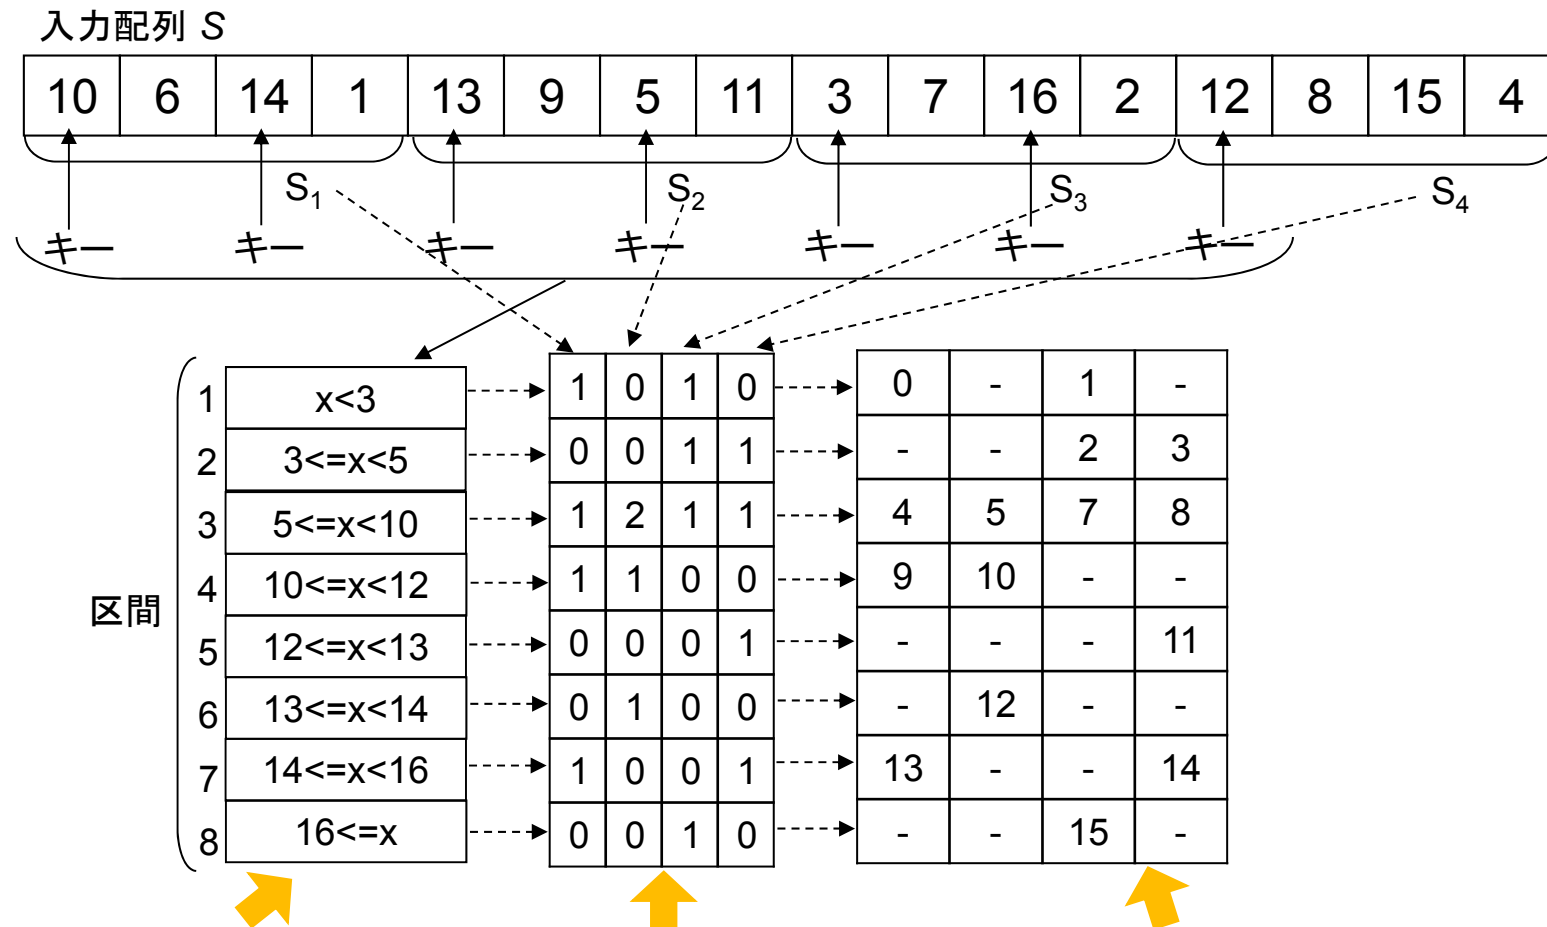 入力配列 S
10 6 14 1 13 9 5 11 3 7 16 2 12 8 15 4
S1 S2 S3 S4
キー キー キー キー キー キー キー
1 x<3 1 0 1 0 0 - 1 -
2 3<=x<5 0 0 1 1 - - 2 3
3 5<=x<10 1 2 1 1 4 5 7 8
4 10<=x<12 1 1 0 0 9 10 - -
区間
5 12<=x<13 0 0 0 1 - - - 11
6 13<=x<14 0 1 0 0 - 12 - -
7 14<=x<16 1 0 0 1 13 - - 14
8 16<=x 0 0 1 0 - - 15 -